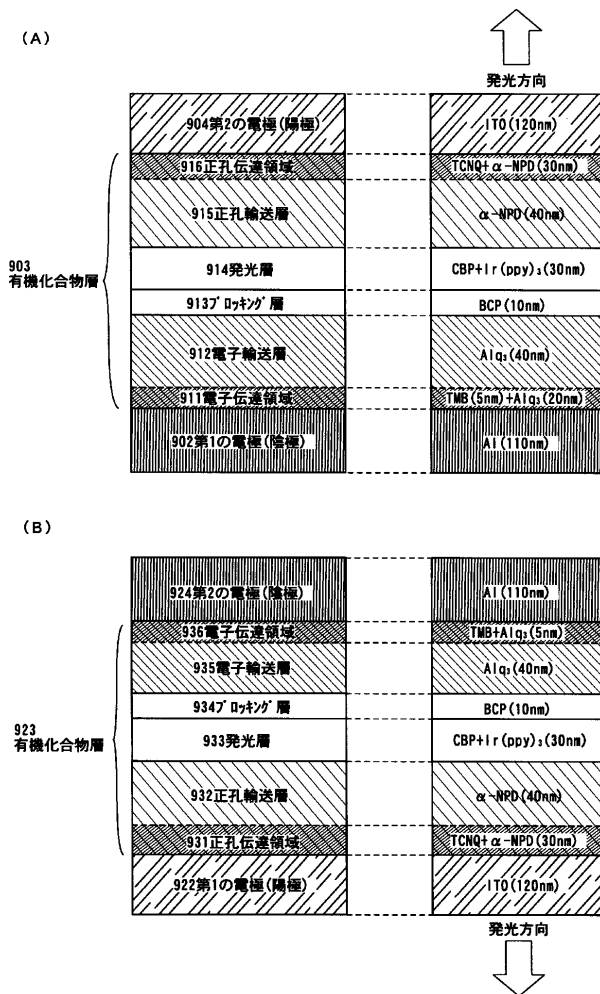 (A)
発光方向
904第2の電極(陽極)
ITO(120nm)
916正孔伝達領域
TCNQ+α-NPD(30nm)
915正孔輸送層
α-NPD(40nm)
903
有機化合物層
914発光層
CBP+Ir(ppy)₃(30nm)
913ブロッキング層
BCP(10nm)
912電子輸送層
Alq₃(40nm)
911電子伝達領域
TMB(5nm)+Alq₃(20nm)
902第1の電極(陰極)
Al(110nm)
(B)
924第2の電極(陰極)
Al(110nm)
936電子伝達領域
TMB+Alq₃(5nm)
935電子輸送層
Alq₃(40nm)
934ブロッキング層
BCP(10nm)
923
有機化合物層
933発光層
CBP+Ir(ppy)₃(30nm)
932正孔輸送層
α-NPD(40nm)
931正孔伝達領域
TCNQ+α-NPD(30nm)
922第1の電極(陽極)
ITO(120nm)
発光方向